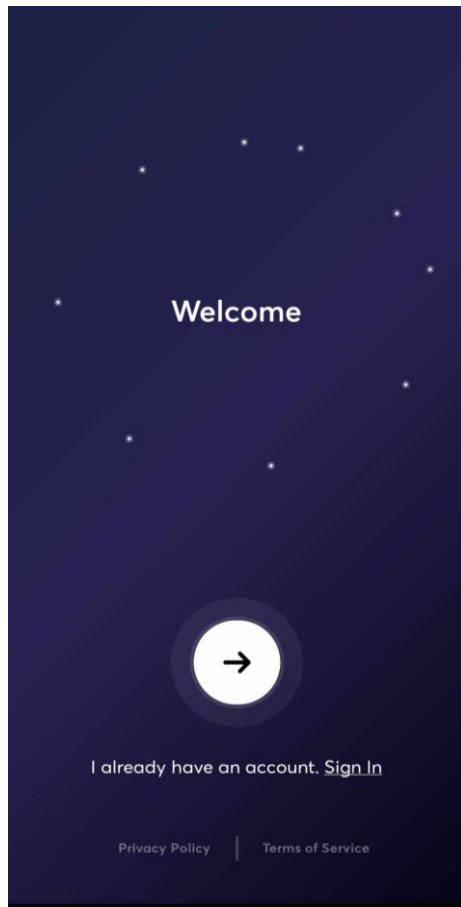 Welcome
I already have an account. Sign In
Privacy Policy | Terms of Service